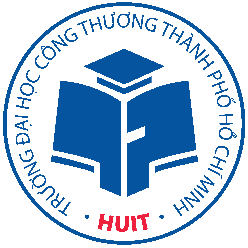 TRƯỜNG ĐẠI HỌC CÔNG THƯƠNG THÀNH PHỐ HỒ CHÍ MINH
HUIT